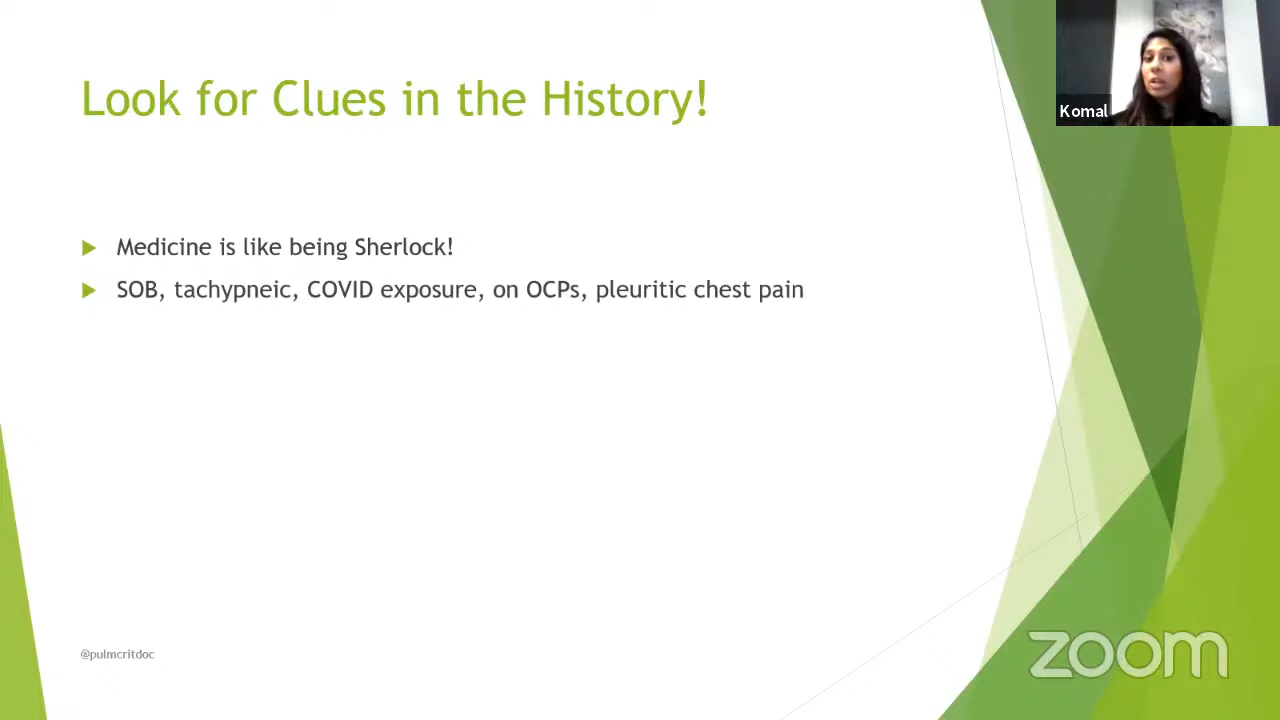 Look for Clues in the History!
Komal
Medicine is like being Sherlock!
SOB, tachypneic, COVID exposure, on OCPs, pleuritic chest pain
@pulmcritdoc
zoom